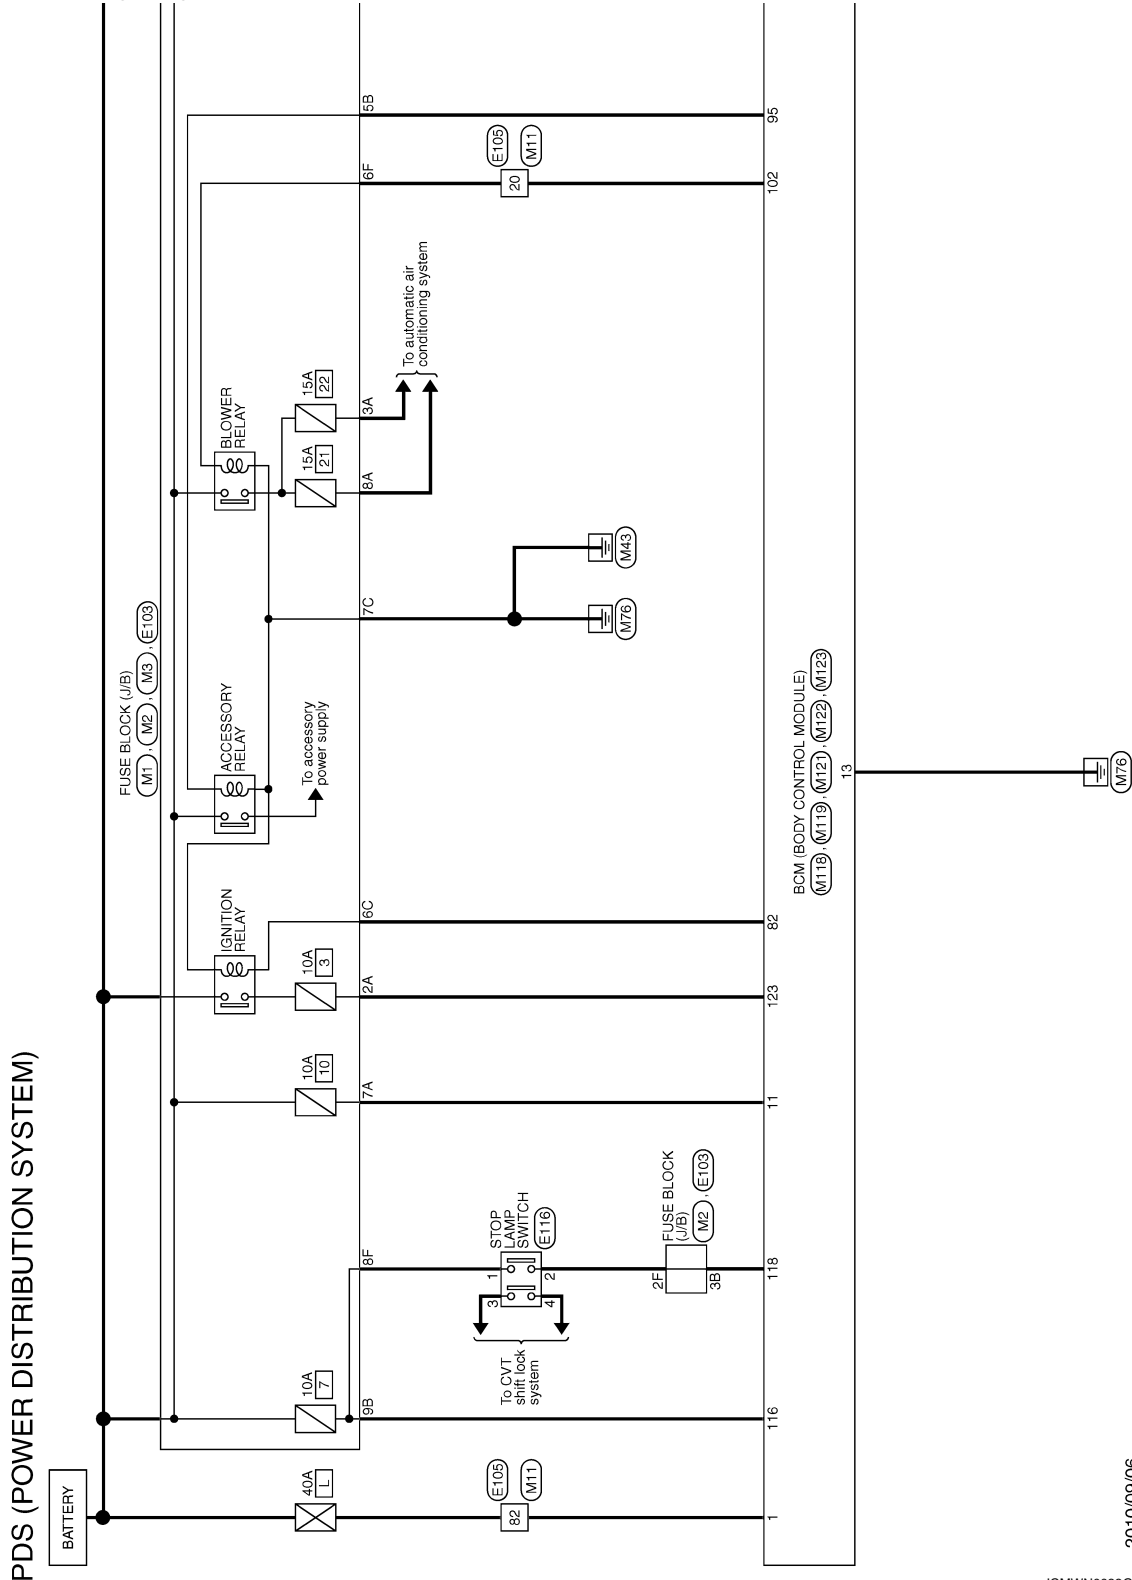 PDS (POWER DISTRIBUTION SYSTEM)
BATTERY
40A
L
E105
M11
82
1
FUSE BLOCK (J/B)
M1 , M2 , M3 , E103
10A
7
9B
116
8F
STOP
LAMP
SWITCH
E116
1
2
3
4
To CVT
shift lock
system
FUSE BLOCK
(J/B)
M2 , E103
2F
3B
118
10A
10
7A
11
IGNITION
RELAY
10A
3
2A
123
6C
82
ACCESSORY
RELAY
To accessory
power supply
7C
M76
M43
BLOWER
RELAY
15A
21
8A
15A
22
3A
To automatic air
conditioning system
6F
E105
M11
20
102
5B
95
BCM (BODY CONTROL MODULE)
M118 , M119 , M121 , M122 , M123
13
M76